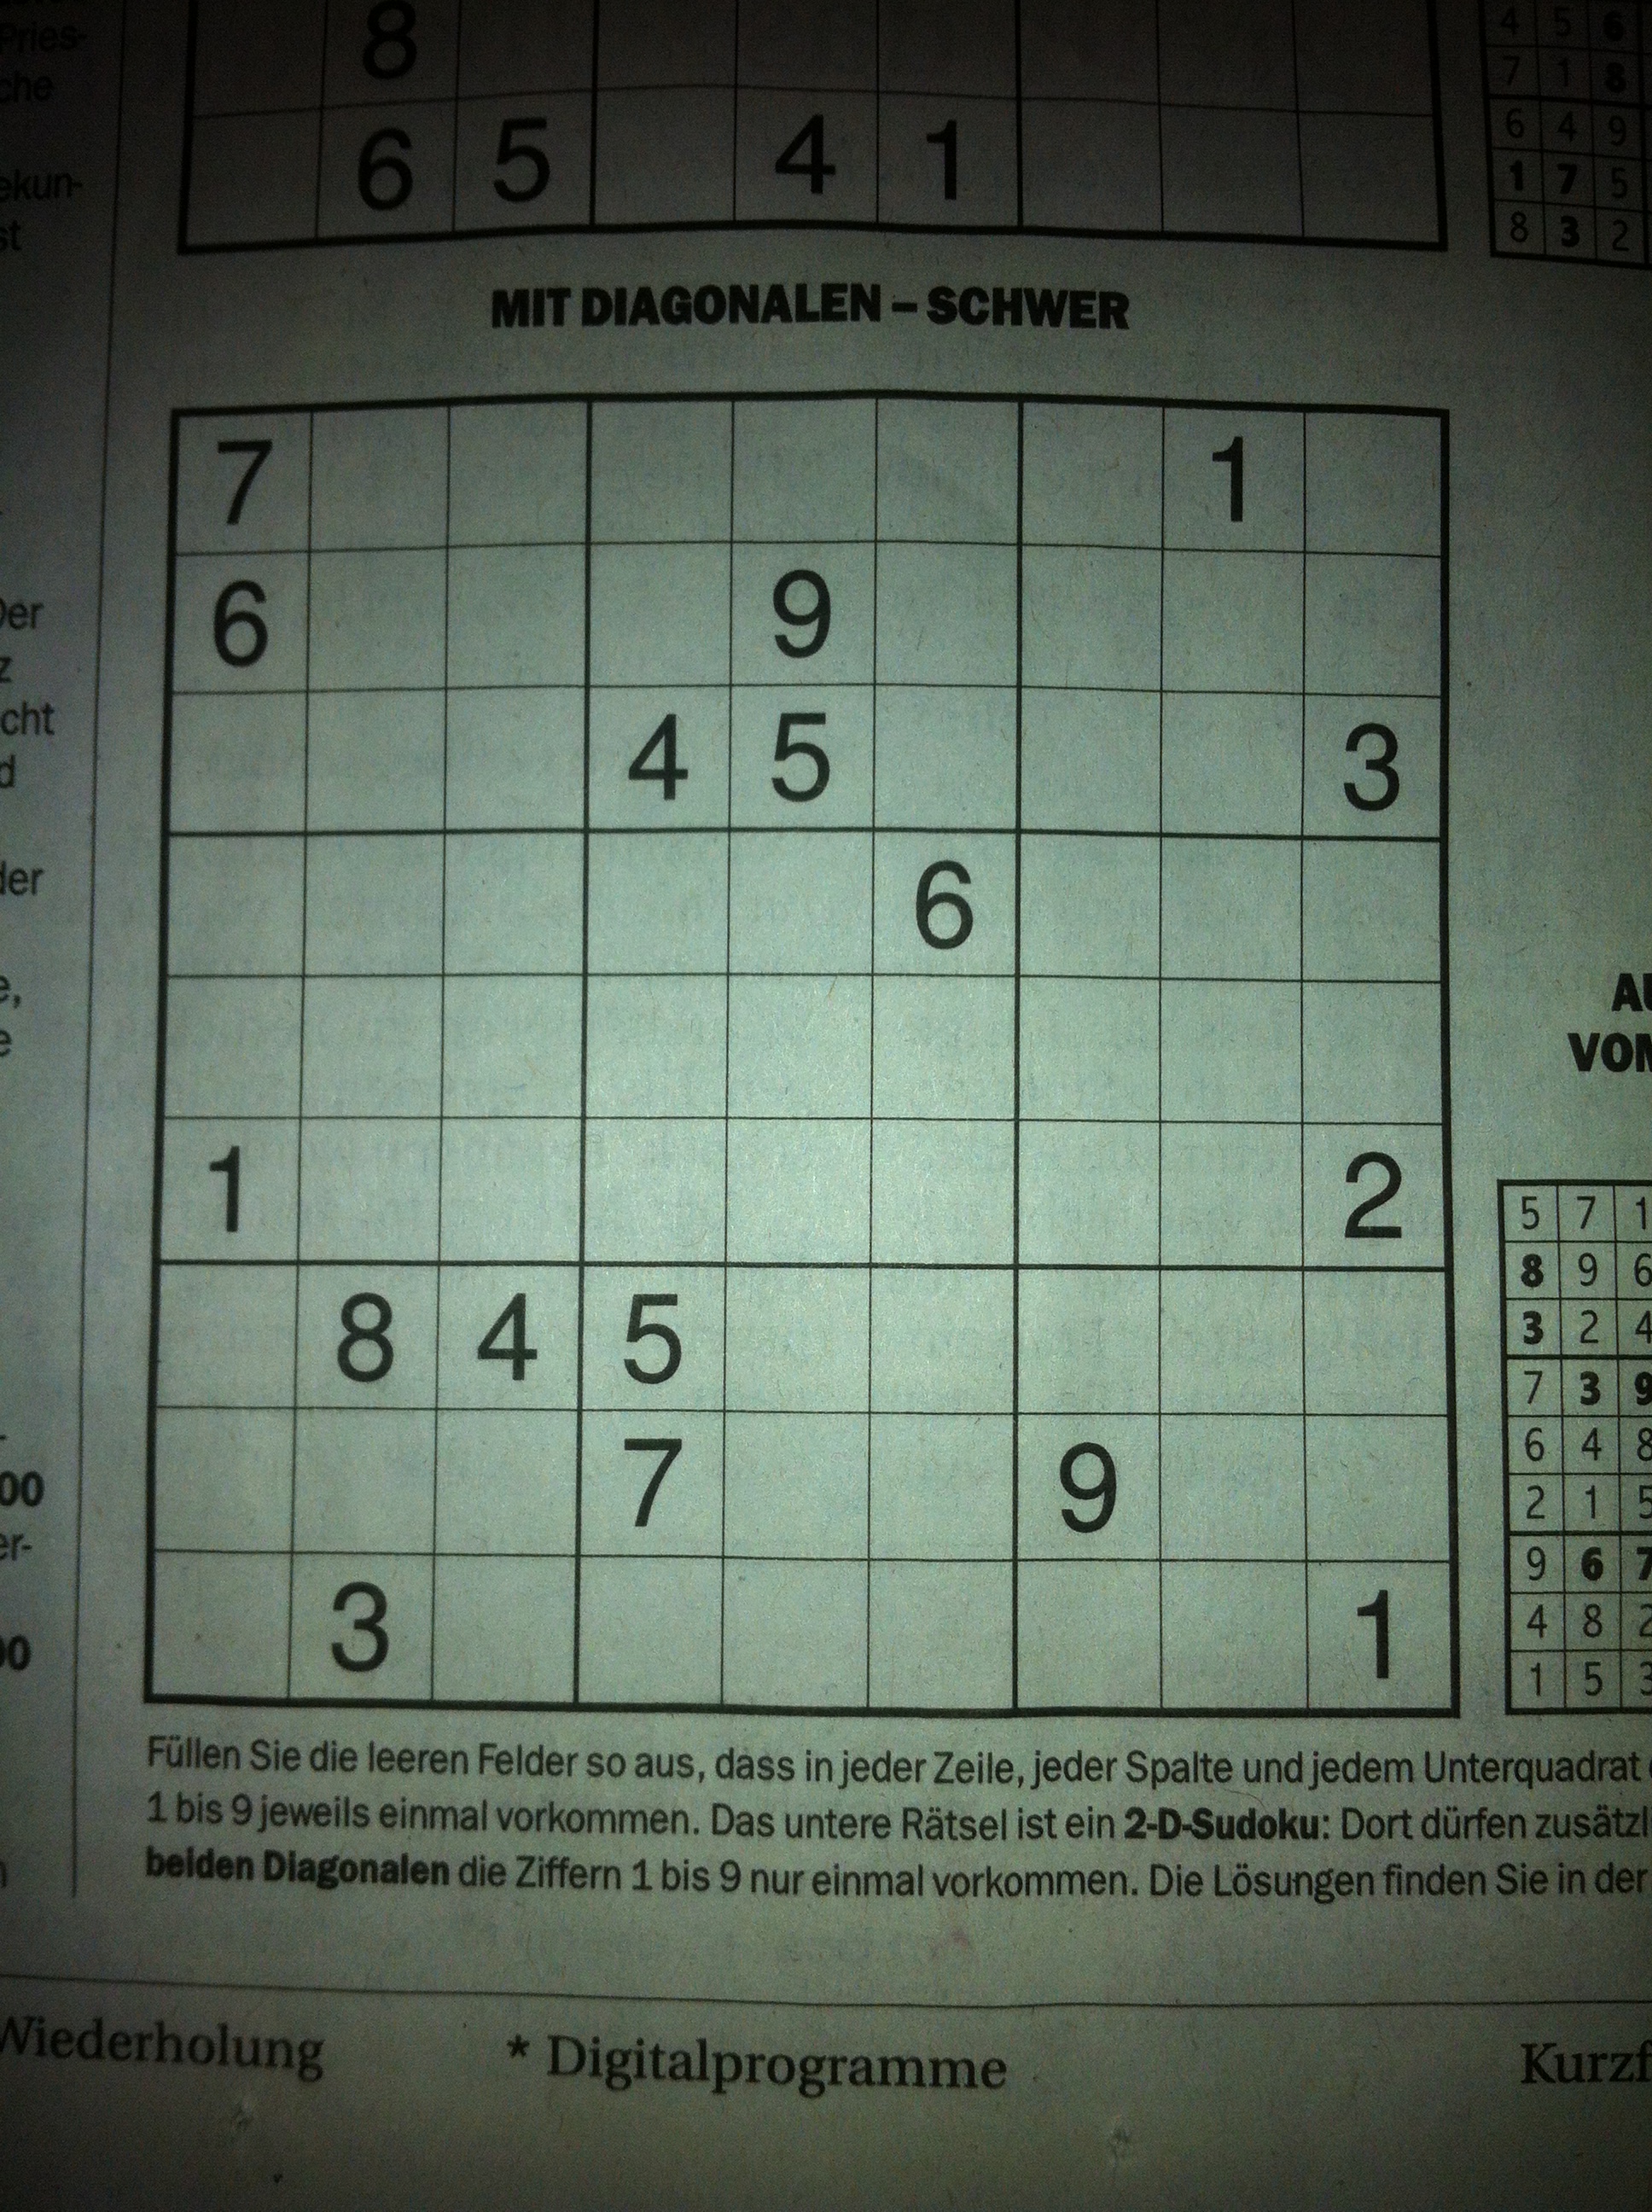 Pries-
che
ekun-
st
8
6 5 4 1
4 5 6
7 1 8
6 4 9
1 7 5
8 3 2
MIT DIAGONALEN – SCHWER
7 1
6 9
4 5 3
6
1 2
8 4 5
7 9
3 1
Der
z
cht
d
der
e,
e
00
er-
00
VOM
5 7 1
8 9 6
3 2 4
7 3 9
6 4 8
2 1 5
9 6 7
4 8 2
1 5 3
Füllen Sie die leeren Felder so aus, dass in jeder Zeile, jeder Spalte und jedem Unterquadrat
1 bis 9 jeweils einmal vorkommen. Das untere Rätsel ist ein 2-D-Sudoku: Dort dürfen zusätzl
beiden Diagonalen die Ziffern 1 bis 9 nur einmal vorkommen. Die Lösungen finden Sie in der
Wiederholung * Digitalprogramme Kurzf